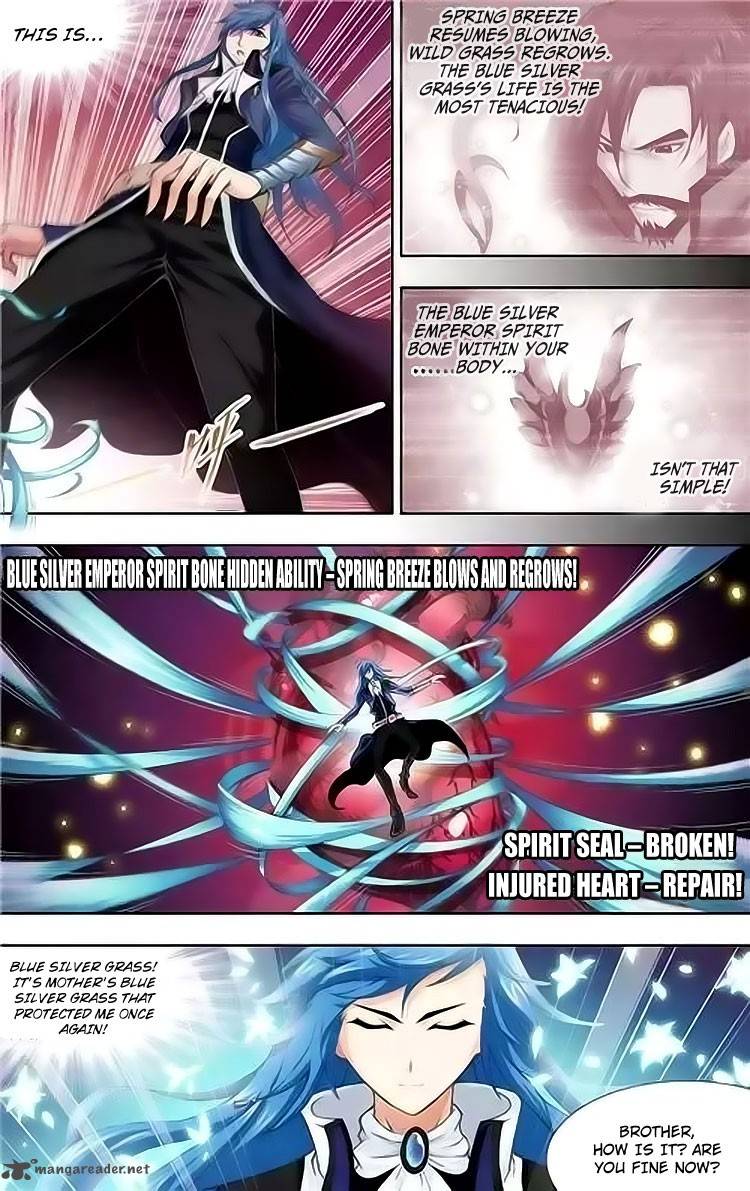 THIS IS...
SPRING BREEZE
RESUMES BLOWING,
WILD GRASS REGROWS.
THE BLUE SILVER
GRASS'S LIFE IS THE
MOST TENACIOUS!
THE BLUE SILVER
EMPEROR SPIRIT
BONE WITHIN YOUR
......BODY...
ISN'T THAT
SIMPLE!
BLUE SILVER EMPEROR SPIRIT BONE HIDDEN ABILITY – SPRING BREEZE BLOWS AND REGROWS!
SPIRIT SEAL – BROKEN!
INJURED HEART – REPAIR!
BLUE SILVER GRASS!
IT'S MOTHER'S BLUE
SILVER GRASS THAT
PROTECTED ME ONCE
AGAIN!
BROTHER,
HOW IS IT? ARE
YOU FINE NOW?
mangareader.net